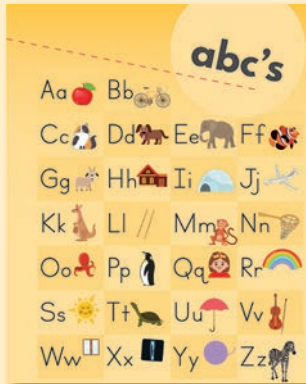 abc's
Aa Bb
Cc Dd Ee Ff
Gg Hh Ii Jj
Kk Ll Mm Nn
Oo Pp Qq Rr
Ss Tt Uu Vv
Ww Xx Yy Zz